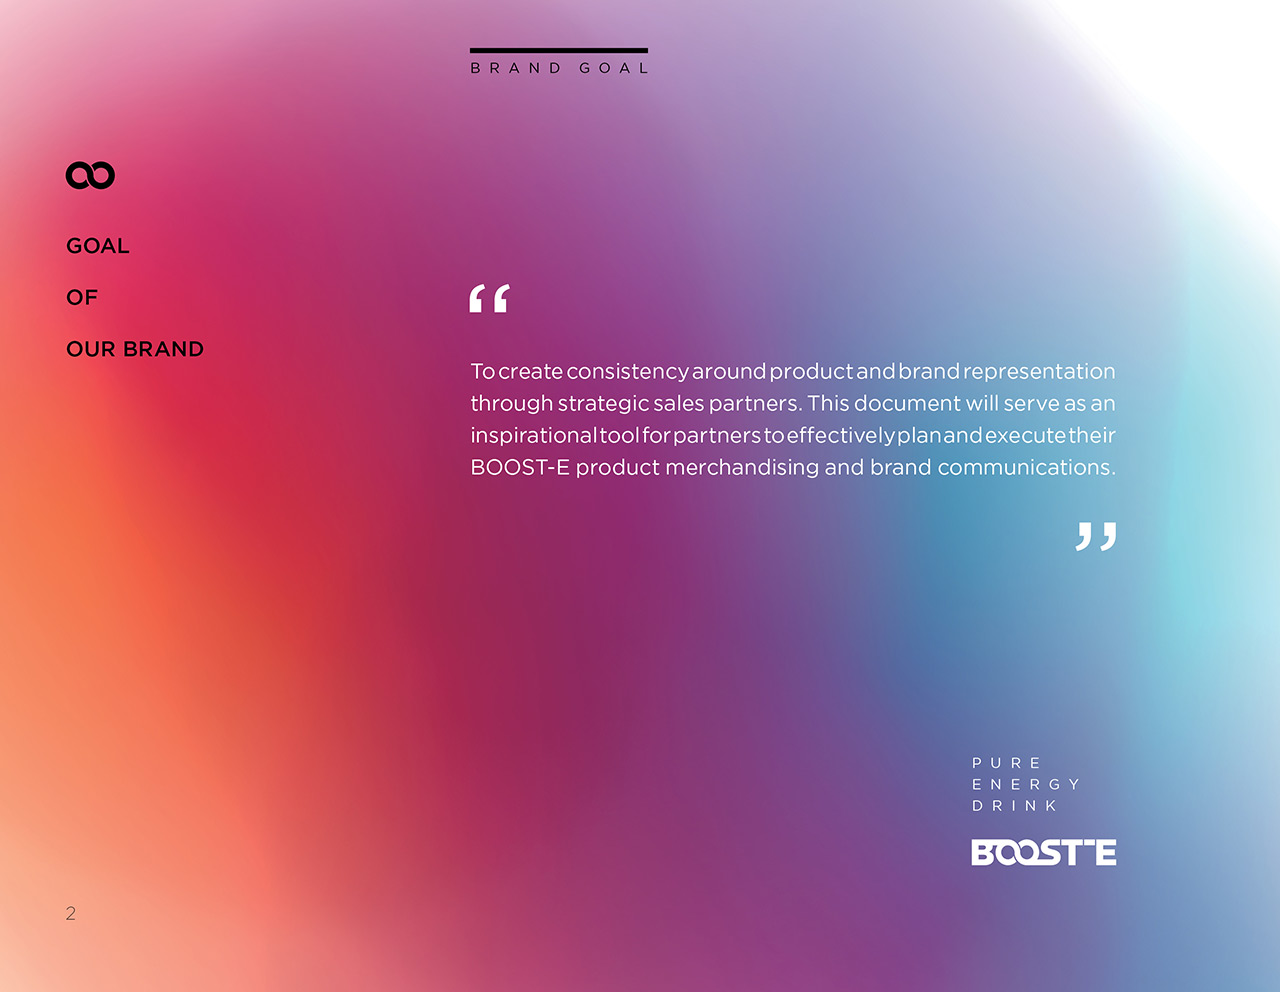 BRAND GOAL
GOAL
OF
OUR BRAND
“
To create consistency around product and brand representation
through strategic sales partners. This document will serve as an
inspirational tool for partners to effectively plan and execute their
BOOST-E product merchandising and brand communications.
”
PURE
ENERGY
DRINK
BOOST-E
2